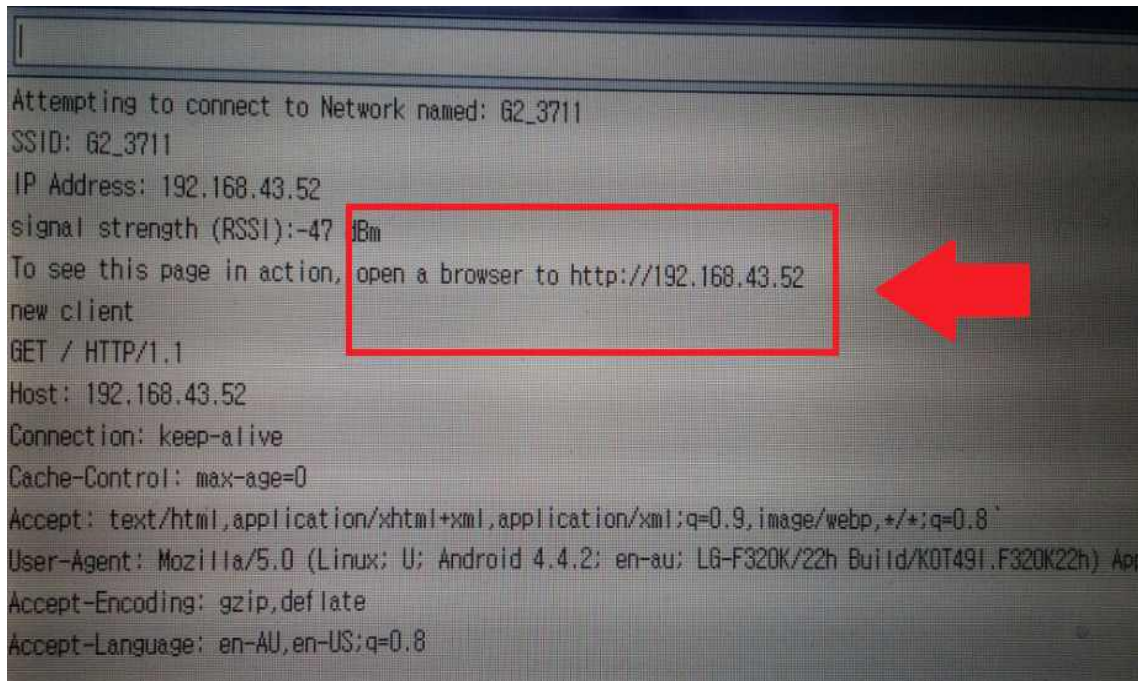 Attempting to connect to Network named: G2_3711
SSID: G2_3711
IP Address: 192.168.43.52
signal strength (RSSI):-47 dBm
To see this page in action, open a browser to http://192.168.43.52
new client
GET / HTTP/1.1
Host: 192.168.43.52
Connection: keep-alive
Cache-Control: max-age=0
Accept: text/html,application/xhtml+xml,application/xml;q=0.9,image/webp,*/*;q=0.8
User-Agent: Mozilla/5.0 (Linux; U; Android 4.4.2; en-au; LG-F320K/22h Build/KOT49I.F320K22h) App
Accept-Encoding: gzip,deflate
Accept-Language: en-AU,en-US;q=0.8